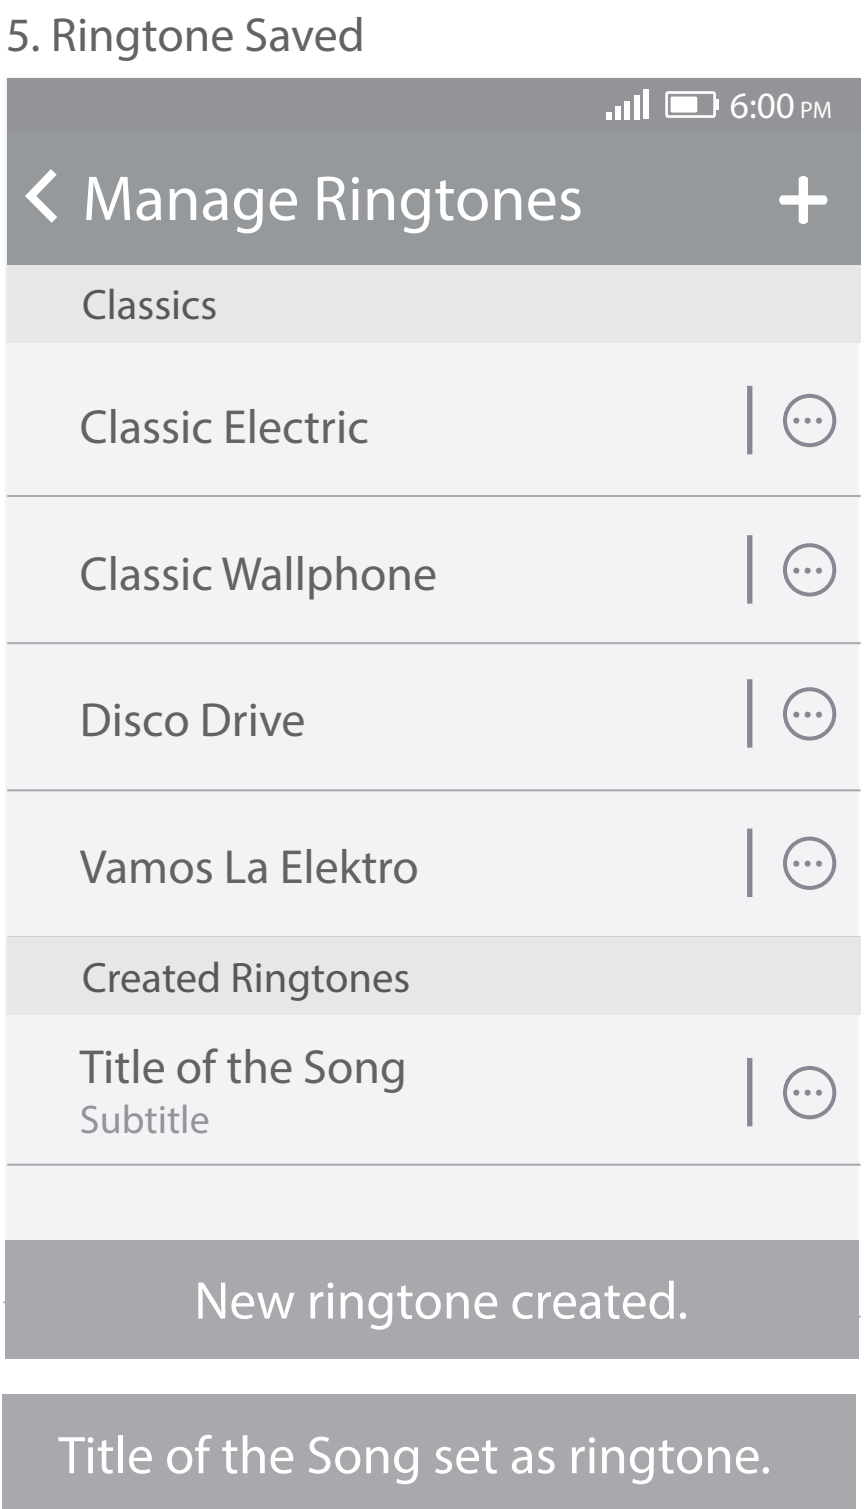 5. Ringtone Saved
6:00 PM
Manage Ringtones
Classics
Classic Electric
Classic Wallphone
Disco Drive
Vamos La Elektro
Created Ringtones
Title of the Song
Subtitle
New ringtone created.
Title of the Song set as ringtone.